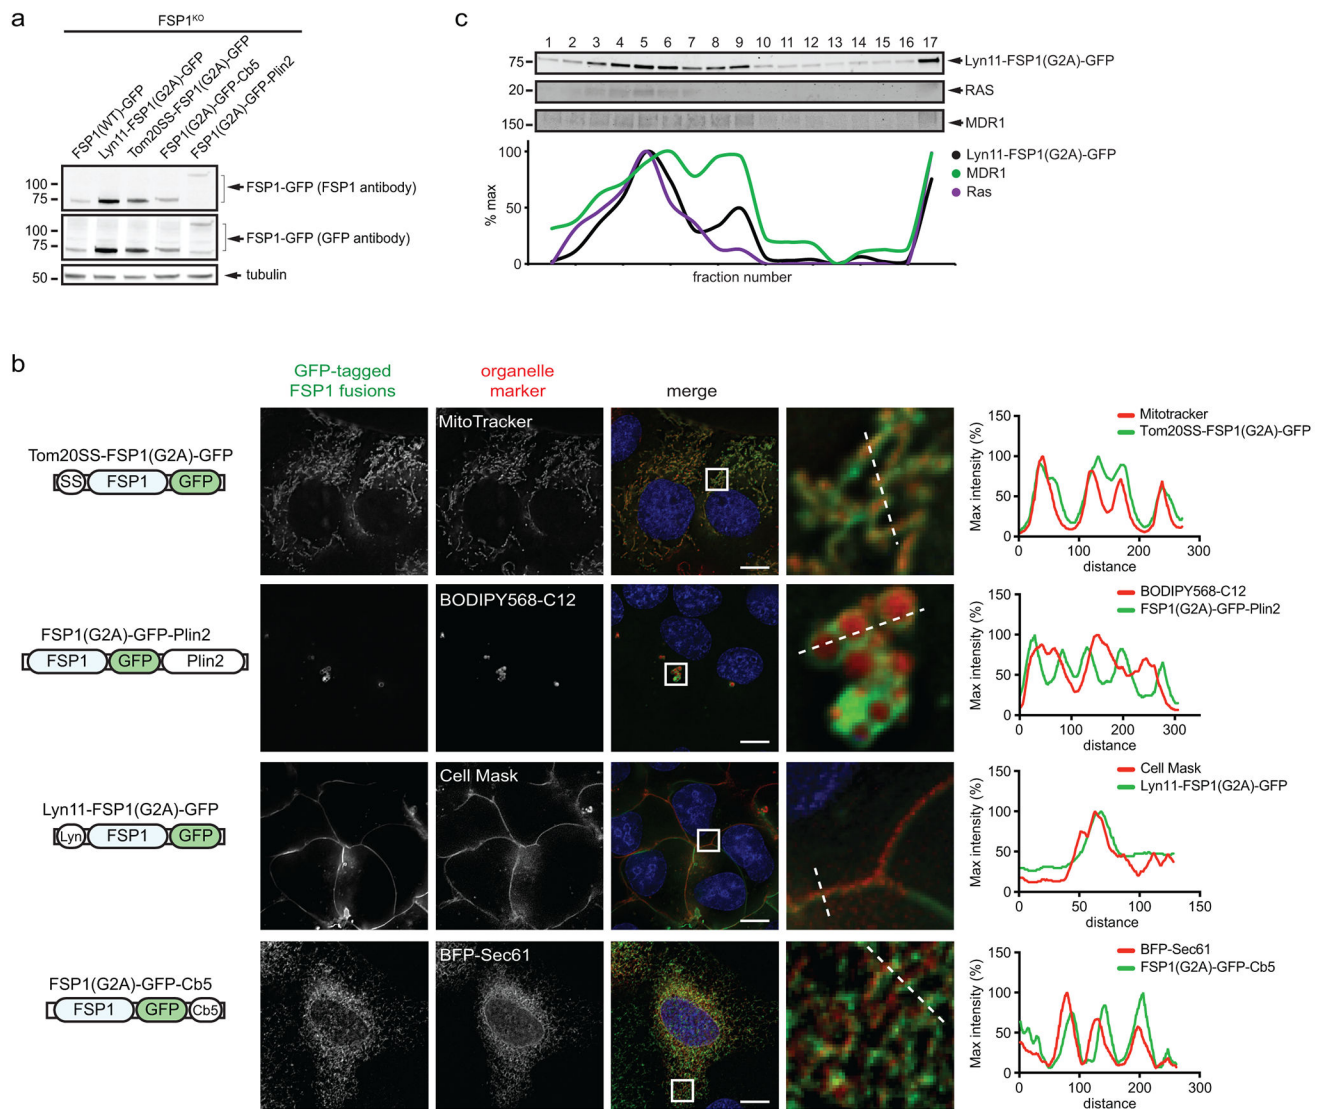 a
FSP1KO
FSP1(WT)-GFP
Lyn11-FSP1(G2A)-GFP
Tom20SS-FSP1(G2A)-GFP
FSP1(G2A)-GFP-Cb5
FSP1(G2A)-GFP-Plin2
100
75
FSP1-GFP (FSP1 antibody)
100
75
FSP1-GFP (GFP antibody)
50
tubulin
c
1 2 3 4 5 6 7 8 9 10 11 12 13 14 15 16 17
75
Lyn11-FSP1(G2A)-GFP
20
RAS
150
MDR1
100
50
0
% max
fraction number
Lyn11-FSP1(G2A)-GFP
MDR1
Ras
b
GFP-tagged
FSP1 fusions
organelle
marker
merge
Tom20SS-FSP1(G2A)-GFP
SS FSP1 GFP
MitoTracker
Mitotracker
Tom20SS-FSP1(G2A)-GFP
Max intensity (%)
150
100
50
0
0 100 200 300
distance
FSP1(G2A)-GFP-Plin2
FSP1 GFP Plin2
BODIPY568-C12
BODIPY568-C12
FSP1(G2A)-GFP-Plin2
Max intensity (%)
150
100
50
0
0 100 200 300
distance
Lyn11-FSP1(G2A)-GFP
Lyn FSP1 GFP
Cell Mask
Cell Mask
Lyn11-FSP1(G2A)-GFP
Max intensity (%)
150
100
50
0
0 50 100 150
distance
FSP1(G2A)-GFP-Cb5
FSP1 GFP Cb5
BFP-Sec61
BFP-Sec61
FSP1(G2A)-GFP-Cb5
Max intensity (%)
150
100
50
0
0 100 200 300
distance